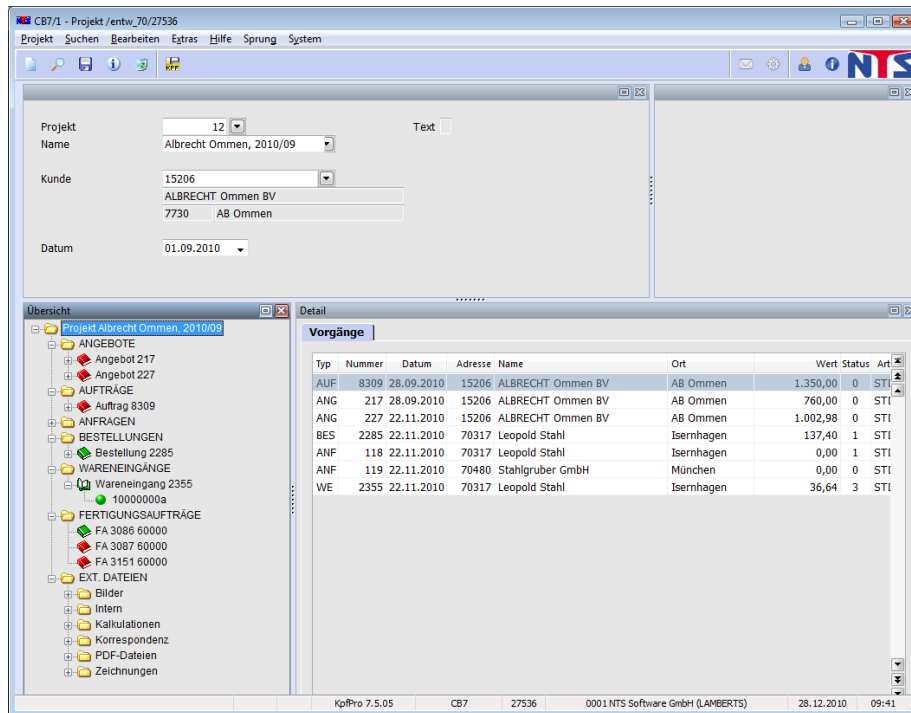 NTS CB7/1 - Projekt /entw_70/27536
Projekt Suchen Bearbeiten Extras Hilfe Sprung System
KPF
NTS
Projekt 12 Text
Name Albrecht Ommen, 2010/09
Kunde 15206
ALBRECHT Ommen BV
7730 AB Ommen
Datum 01.09.2010
Übersicht
Projekt Albrecht Ommen, 2010/09
ANGEBOTE
Angebot 217
Angebot 227
AUFTRÄGE
Auftrag 8309
ANFRAGEN
BESTELLUNGEN
Bestellung 2285
WARENEINGÄNGE
Wareneingang 2355
10000000a
FERTIGUNGSAUFTRÄGE
FA 3086 60000
FA 3087 60000
FA 3151 60000
EXT. DATEIEN
Bilder
Intern
Kalkulationen
Korrespondenz
PDF-Dateien
Zeichnungen
Detail
Vorgänge
Typ Nummer Datum Adresse Name Ort Wert Status Art
AUF 8309 28.09.2010 15206 ALBRECHT Ommen BV AB Ommen 1.350,00 0
ANG 217 28.09.2010 15206 ALBRECHT Ommen BV AB Ommen 760,00 0
ANG 227 22.11.2010 15206 ALBRECHT Ommen BV AB Ommen 1.002,98 0
BES 2285 22.11.2010 70317 Leopold Stahl Isernhagen 137,40 1
ANF 118 22.11.2010 70317 Leopold Stahl Isernhagen 0,00 1
ANF 119 22.11.2010 70480 Stahlgruber GmbH München 0,00 0
WE 2355 22.11.2010 70317 Leopold Stahl Isernhagen 36,64 3
KpfPro 7.5.05 CB7 27536 0001 NTS Software GmbH (LAMBERTS) 28.12.2010 09:41